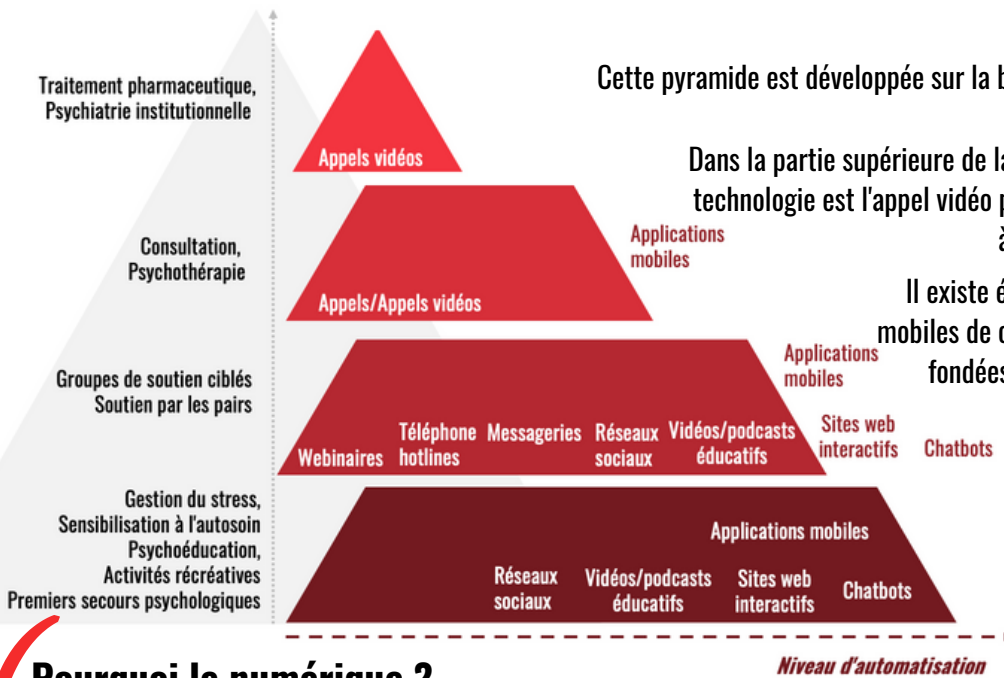 Traitement pharmaceutique,
Psychiatrie institutionnelle
Appels vidéos
Cette pyramide est développée sur la b
Dans la partie supérieure de la
technologie est l'appel vidéo p
à
Il existe é
mobiles de
fondées
Consultation,
Psychothérapie
Appels/Appels vidéos
Applications
mobiles
Groupes de soutien ciblés
Soutien par les pairs
Webinaires
Téléphone
hotlines
Messageries
Réseaux
sociaux
Vidéos/podcasts
éducatifs
Applications
mobiles
Sites web
interactifs
Chatbots
Gestion du stress,
Sensibilisation à l'autosoin
Psychoéducation,
Activités récréatives
Premiers secours psychologiques
Applications mobiles
Réseaux
sociaux
Vidéos/podcasts
éducatifs
Sites web
interactifs
Chatbots
Niveau d'automatisation
Pourquoi le numérique ?